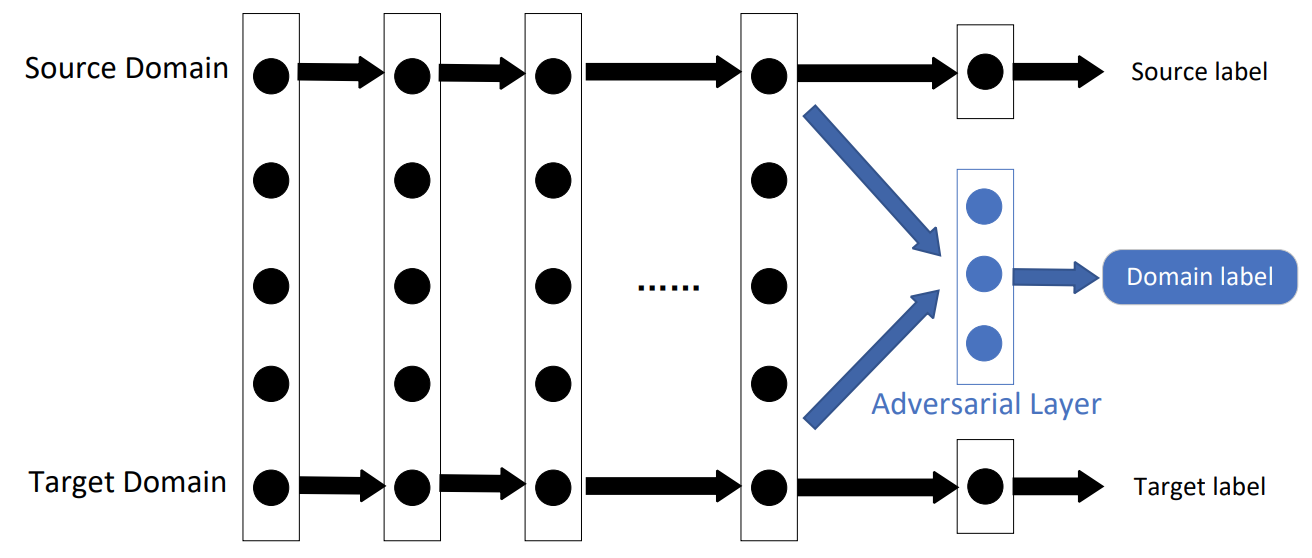 Source Domain
Source label
......
Domain label
Adversarial Layer
Target Domain
Target label